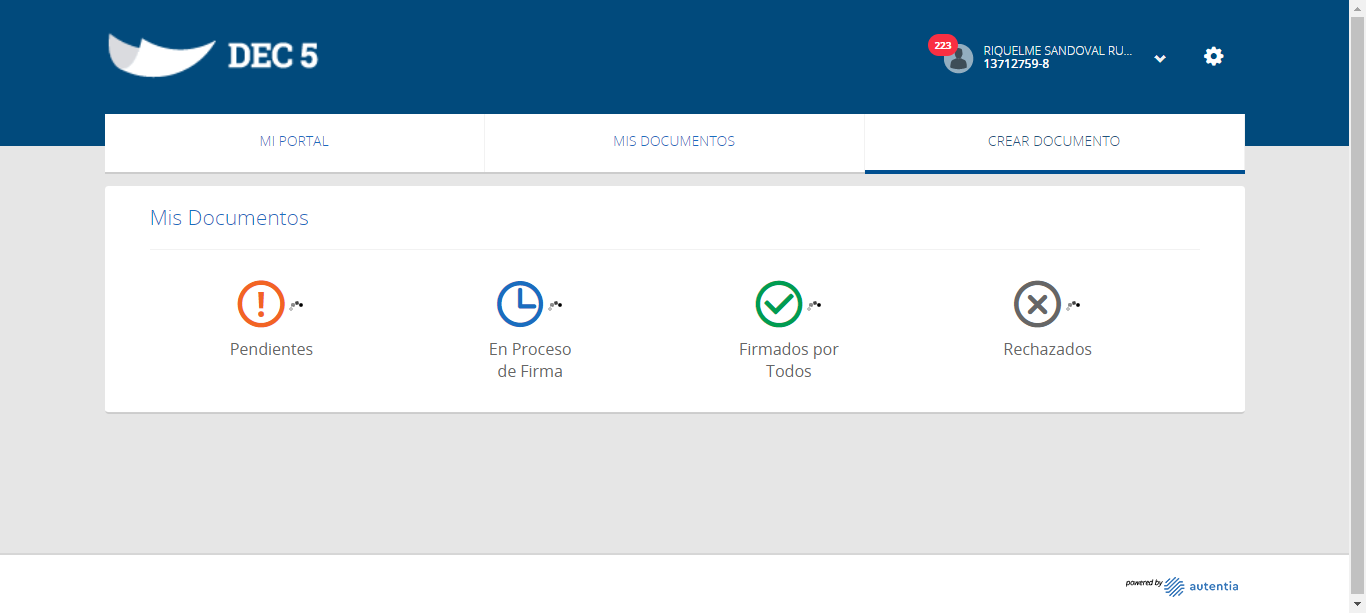 DEC 5
223
RIQUELME SANDOVAL RU...
13712759-8
MI PORTAL
MIS DOCUMENTOS
CREAR DOCUMENTO
Mis Documentos
Pendientes
En Proceso
de Firma
Firmados por
Todos
Rechazados
powered by
autentia